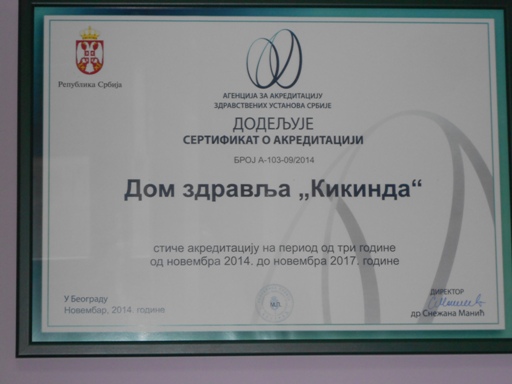 Република Србија
АГЕНЦИЈА ЗА АКРЕДИТАЦИЈУ
ЗДРАВСТВЕНИХ УСТАНОВА СРБИЈЕ
ДОДЕЉУЈЕ
СЕРТИФИКАТ О АКРЕДИТАЦИЈИ
БРОЈ А-103-09/2014
Дом здравља „Кикинда“
стиче акредитацију на период од три године
од новембра 2014. до новембра 2017. године
У Београду
Новембар, 2014. године
М.П.
ДИРЕКТОР
др Снежана Манић